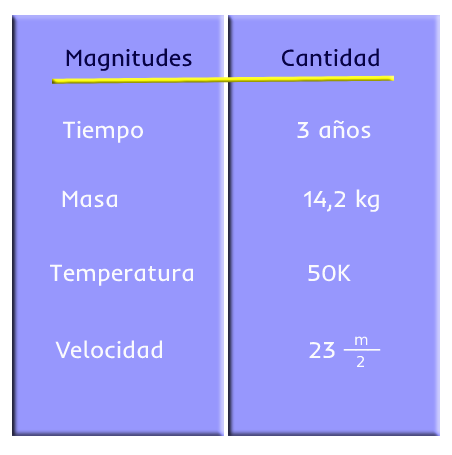 Magnitudes Cantidad
Tiempo 3 años
Masa 14,2 kg
Temperatura 50K
Velocidad 23 m/2